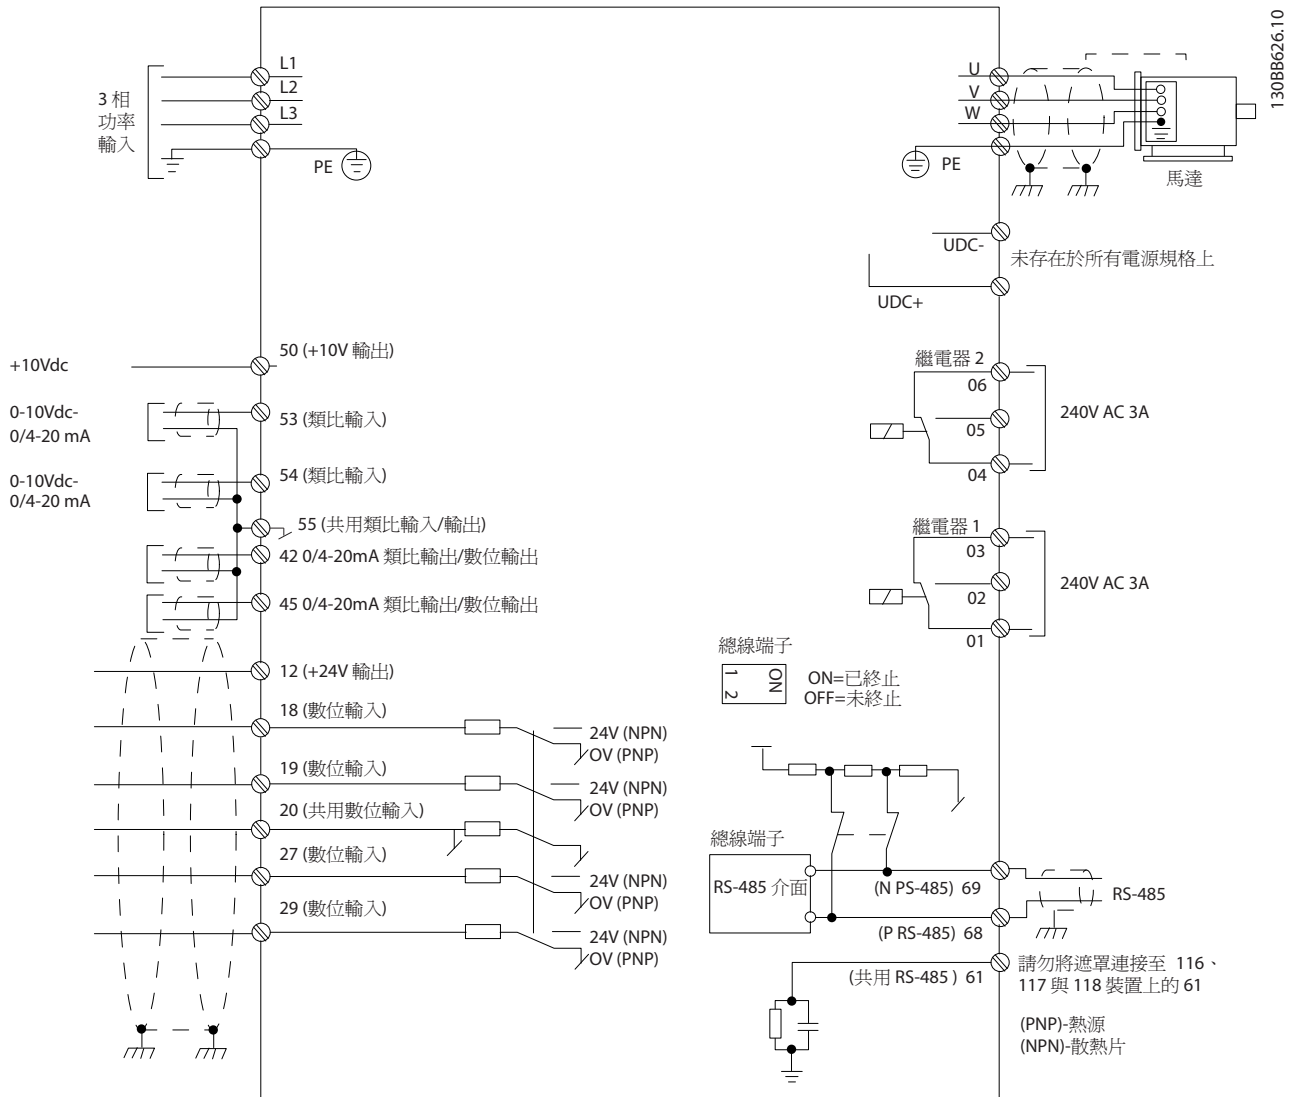 130BB626.10
3 相
功率
輸入
L1
L2
L3
PE
U
V
W
PE
馬達
UDC-
未存在於所有電源規格上
UDC+
+10Vdc
50 (+10V 輸出)
0-10Vdc-
0/4-20 mA
53 (類比輸入)
0-10Vdc-
0/4-20 mA
54 (類比輸入)
55 (共用類比輸入/輸出)
42 0/4-20mA 類比輸出/數位輸出
45 0/4-20mA 類比輸出/數位輸出
12 (+24V 輸出)
18 (數位輸入)
24V (NPN)
OV (PNP)
19 (數位輸入)
24V (NPN)
OV (PNP)
20 (共用數位輸入)
27 (數位輸入)
24V (NPN)
OV (PNP)
29 (數位輸入)
24V (NPN)
OV (PNP)
繼電器 2
06
05
04
240V AC 3A
繼電器 1
03
02
01
240V AC 3A
總線端子
1 2 ON
ON=已終止
OFF=未終止
總線端子
RS-485 介面
(N PS-485) 69
RS-485
(P RS-485) 68
(共用 RS-485 ) 61
請勿將遮罩連接至 116、
117 與 118 裝置上的 61
(PNP)-熱源
(NPN)-散熱片